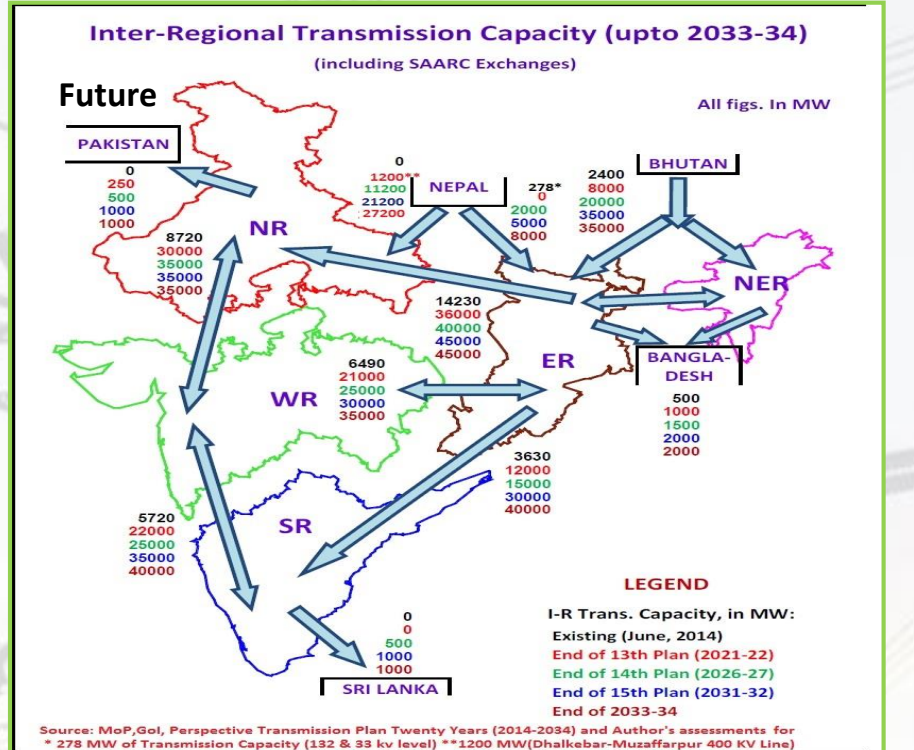 Inter-Regional Transmission Capacity (upto 2033-34)
(including SAARC Exchanges)
Future
All figs. In MW
PAKISTAN
0
250
500
1000
1000
NR
0
1200**
11200
21200
27200
NEPAL
278*
0
2000
5000
8000
2400
8000
20000
35000
35000
BHUTAN
NER
8720
30000
35000
35000
35000
14230
36000
40000
45000
45000
ER
BANGLA-
DESH
500
1000
1500
2000
2000
WR
6490
21000
25000
30000
35000
3630
12000
15000
30000
40000
SR
5720
22000
25000
35000
40000
0
0
500
1000
1000
SRI LANKA
LEGEND
I-R Trans. Capacity, in MW:
Existing (June, 2014)
End of 13th Plan (2021-22)
End of 14th Plan (2026-27)
End of 15th Plan (2031-32)
End of 2033-34
Source: MoP,GoI, Perspective Transmission Plan Twenty Years (2014-2034) and Author's assessments for
* 278 MW of Transmission Capacity (132 & 33 kv level) **1200 MW(Dhalkebar-Muzaffarpur 400 KV Line)